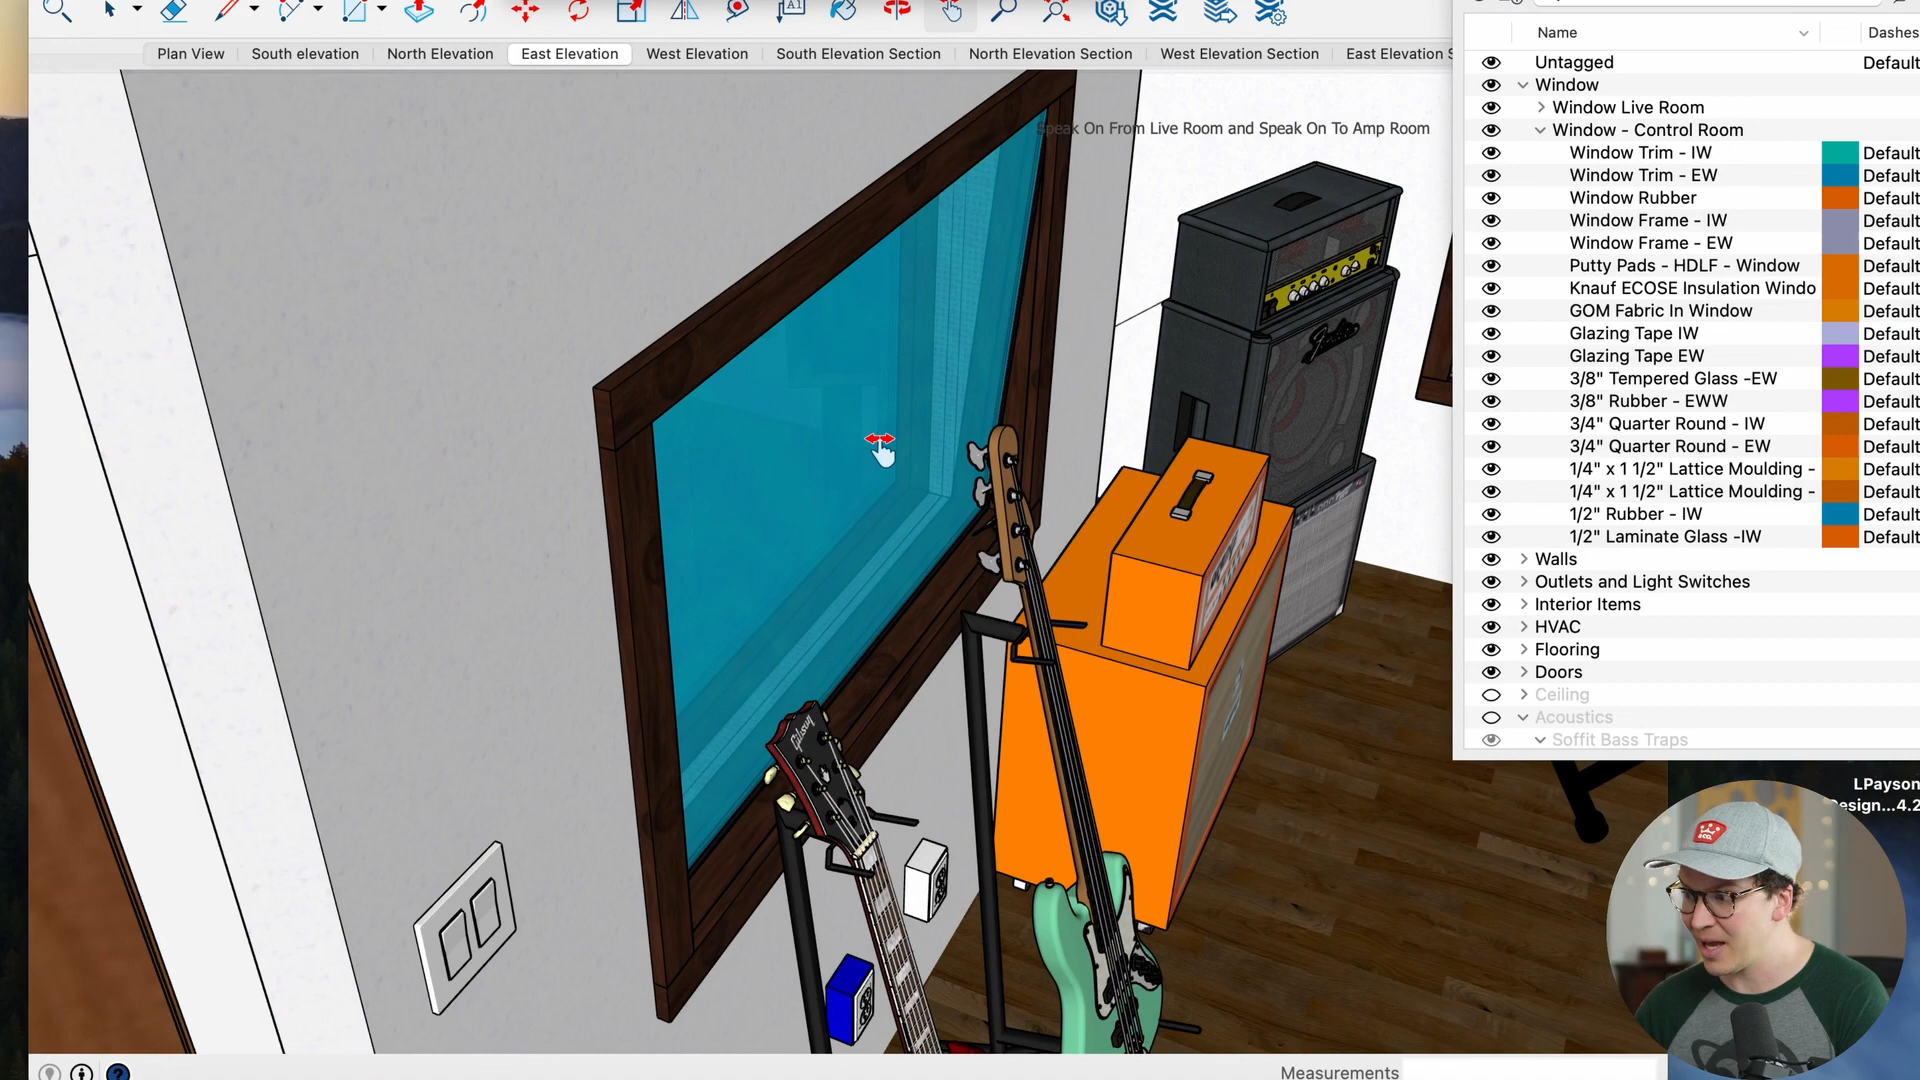 A1
Plan View South elevation North Elevation East Elevation West Elevation South Elevation Section North Elevation Section West Elevation Section East Elevation S
Speak On From Live Room and Speak On To Amp Room
Fender
Gibson
Name Dashes
Untagged Default
Window
Window Live Room
Window - Control Room
Window Trim - IW Default
Window Trim - EW Default
Window Rubber Default
Window Frame - IW Default
Window Frame - EW Default
Putty Pads - HDLF - Window Default
Knauf ECOSE Insulation Windo Default
GOM Fabric In Window Default
Glazing Tape IW Default
Glazing Tape EW Default
3/8" Tempered Glass -EW Default
3/8" Rubber - EWW Default
3/4" Quarter Round - IW Default
3/4" Quarter Round - EW Default
1/4" x 1 1/2" Lattice Moulding - Default
1/4" x 1 1/2" Lattice Moulding - Default
1/2" Rubber - IW Default
1/2" Laminate Glass -IW Default
Walls
Outlets and Light Switches
Interior Items
HVAC
Flooring
Doors
Ceiling
Acoustics
Soffit Bass Traps
LPayson
Design...4.2
Measurements